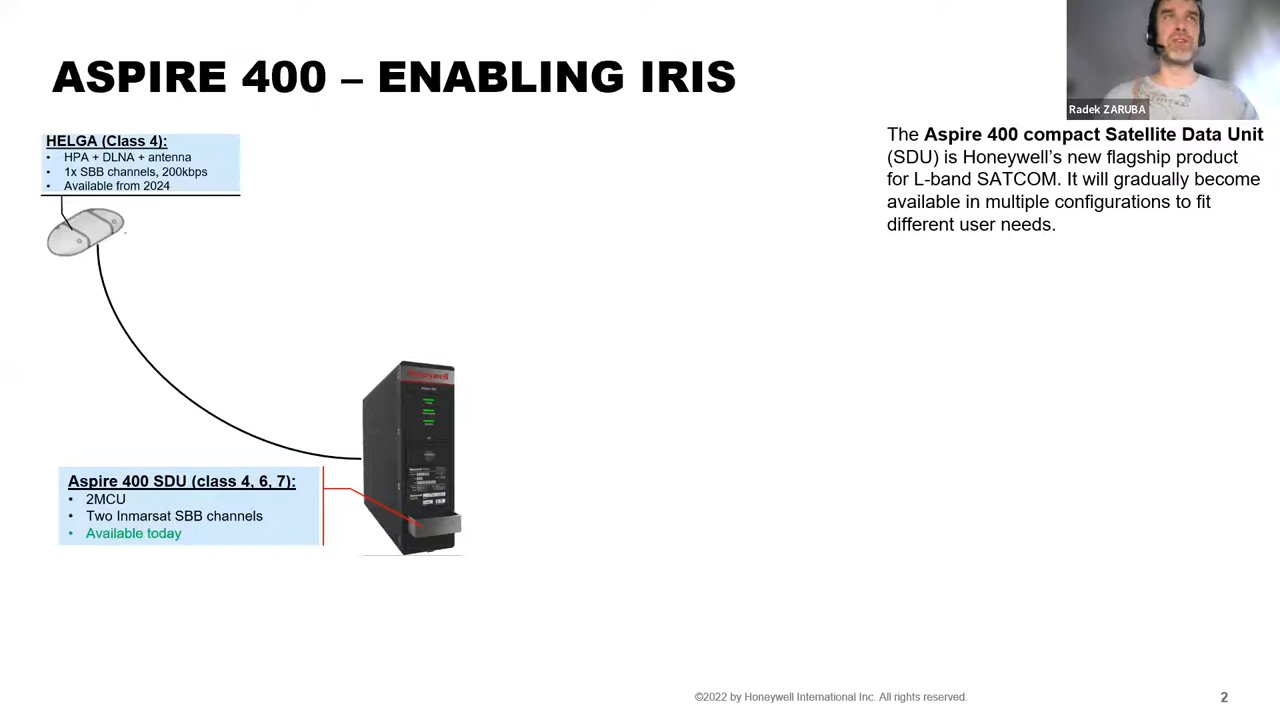 ASPIRE 400 – ENABLING IRIS
Radek ZARUBA
HELGA (Class 4):
• HPA + DLNA + antenna
• 1x SBB channels, 200kbps
• Available from 2024
The Aspire 400 compact Satellite Data Unit
(SDU) is Honeywell's new flagship product
for L-band SATCOM. It will gradually become
available in multiple configurations to fit
different user needs.
Honeywell
Aspire 400 SDU (class 4, 6, 7):
• 2MCU
• Two Inmarsat SBB channels
• Available today
©2022 by Honeywell International Inc. All rights reserved.
2